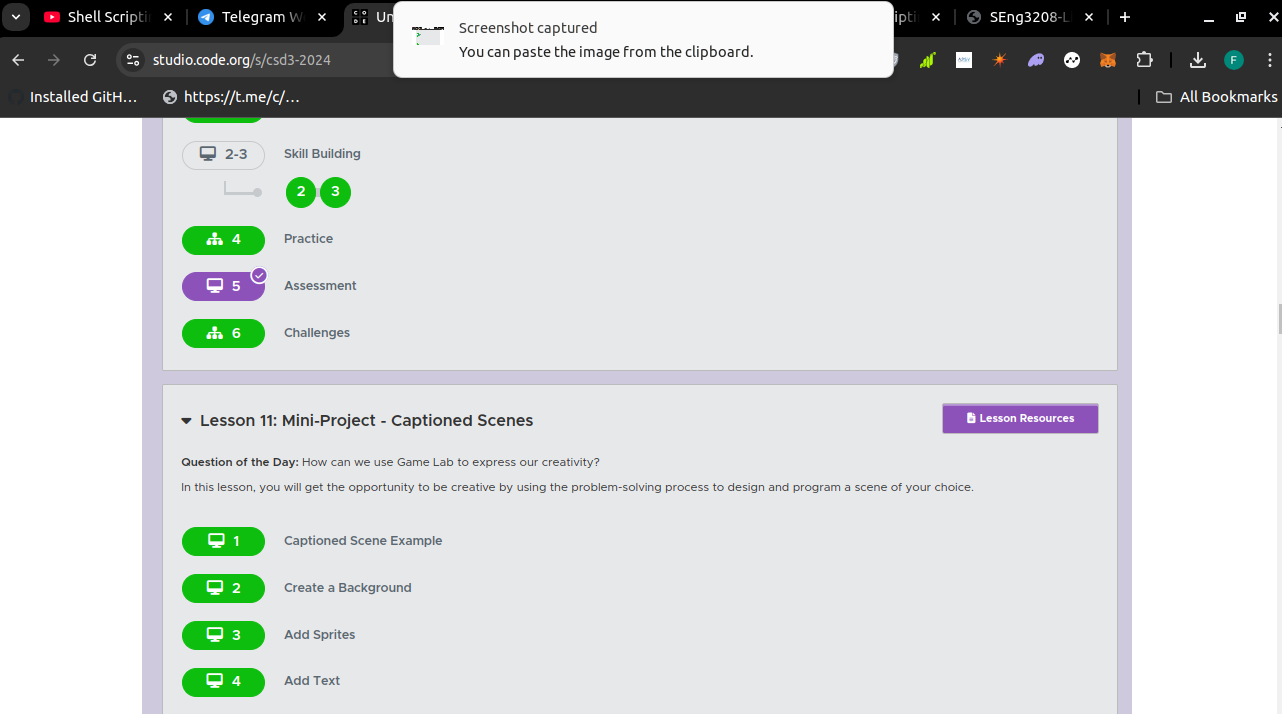 Shell Scripti
Telegram W
Un
Screenshot captured
You can paste the image from the clipboard.
ipti
SEng3208-L
studio.code.org/s/csd3-2024
F
Installed GitH...
https://t.me/c/...
All Bookmarks
2-3 Skill Building
2 3
4 Practice
5 Assessment
6 Challenges
Lesson 11: Mini-Project - Captioned Scenes
Lesson Resources
Question of the Day: How can we use Game Lab to express our creativity?
In this lesson, you will get the opportunity to be creative by using the problem-solving process to design and program a scene of your choice.
1 Captioned Scene Example
2 Create a Background
3 Add Sprites
4 Add Text